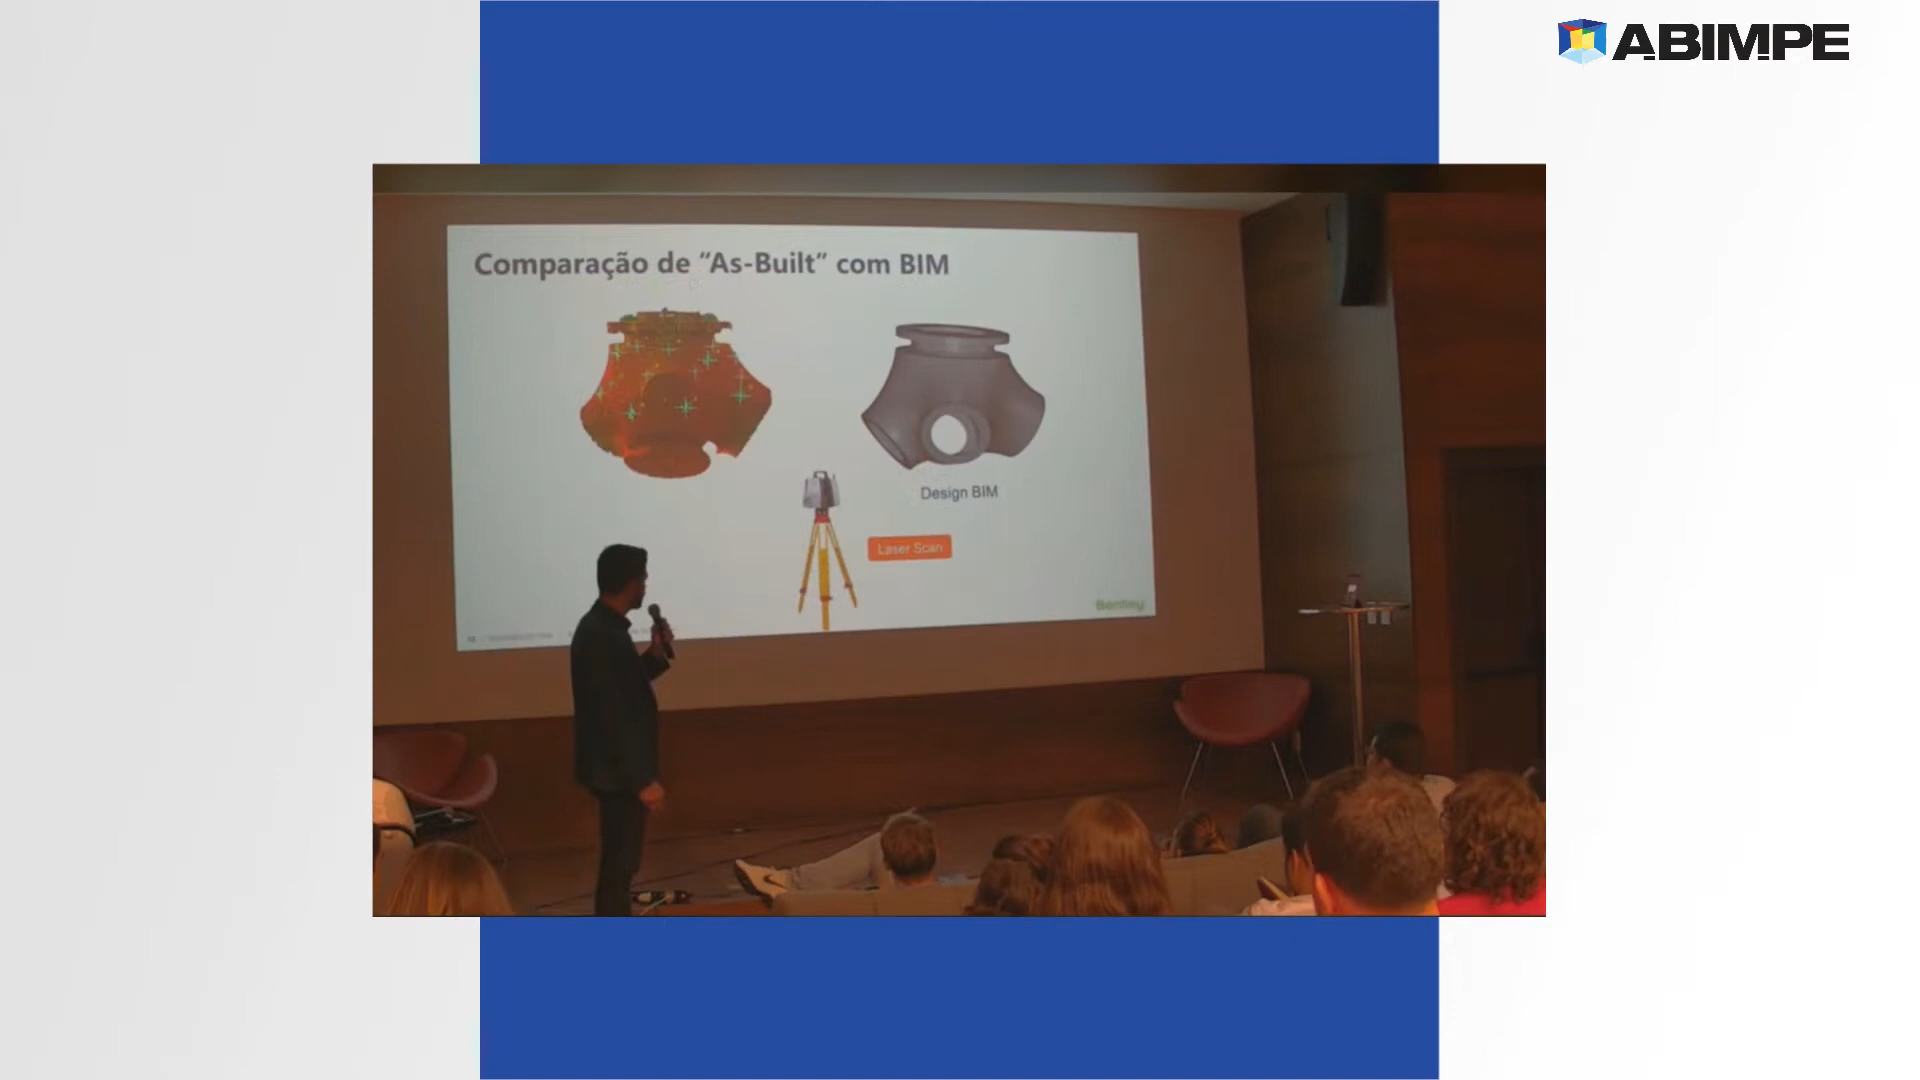 ABIMPE
Comparação de “As-Built” com BIM
Design BIM
Laser Scan
Bentley